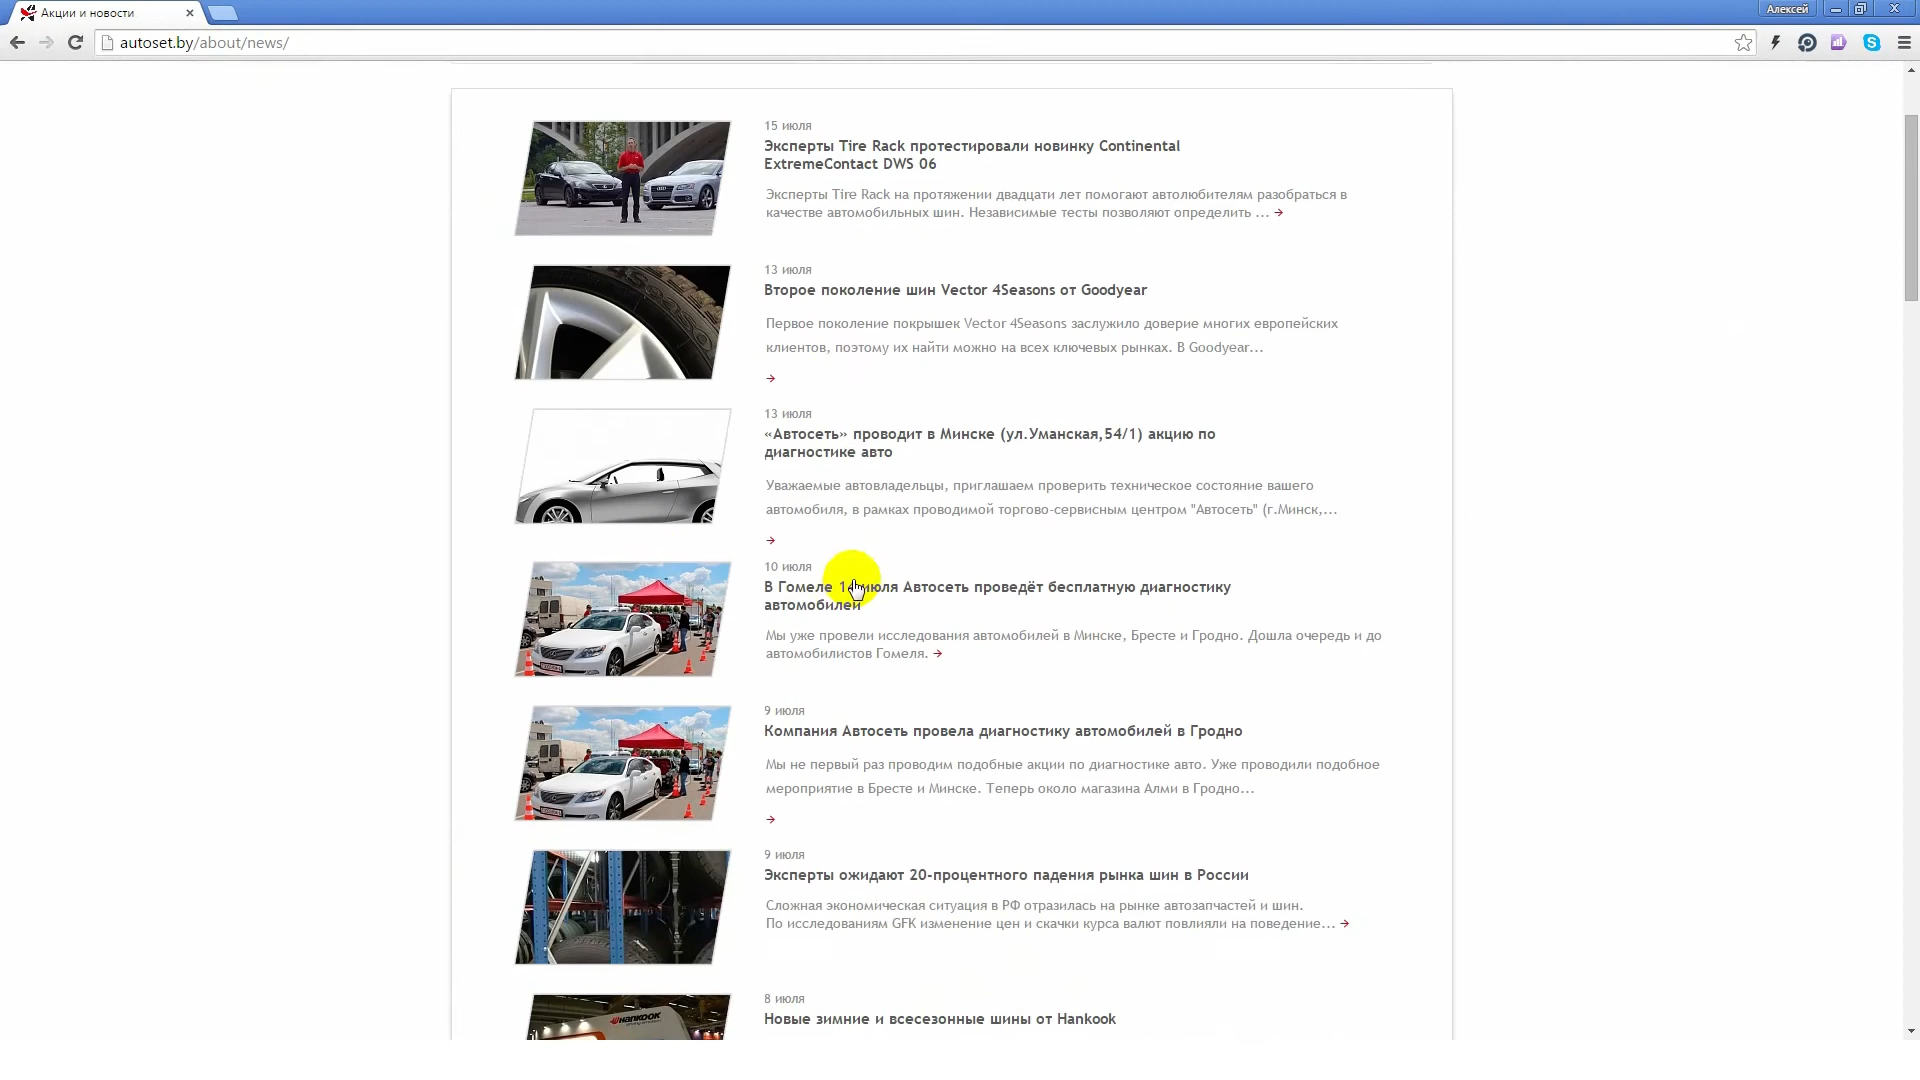 Акции и новости
Алексей
autoset.by/about/news/
15 июля
Эксперты Tire Rack протестировали новинку Continental
ExtremeContact DWS 06
Эксперты Tire Rack на протяжении двадцати лет помогают автолюбителям разобраться в
качестве автомобильных шин. Независимые тесты позволяют определить ... →
13 июля
Второе поколение шин Vector 4Seasons от Goodyear
Первое поколение покрышек Vector 4Seasons заслужило доверие многих европейских
клиентов, поэтому их найти можно на всех ключевых рынках. В Goodyear...
→
13 июля
«Автосеть» проводит в Минске (ул.Уманская,54/1) акцию по
диагностике авто
Уважаемые автовладельцы, приглашаем проверить техническое состояние вашего
автомобиля, в рамках проводимой торгово-сервисным центром "Автосеть" (г.Минск,...
→
10 июля
В Гомеле июля Автосеть проведёт бесплатную диагностику
автомобилей
Мы уже провели исследования автомобилей в Минске, Бресте и Гродно. Дошла очередь и до
автомобилистов Гомеля. →
9 июля
Компания Автосеть провела диагностику автомобилей в Гродно
Мы не первый раз проводим подобные акции по диагностике авто. Уже проводили подобное
мероприятие в Бресте и Минске. Теперь около магазина Алми в Гродно...
→
9 июля
Эксперты ожидают 20-процентного падения рынка шин в России
Сложная экономическая ситуация в РФ отразилась на рынке автозапчастей и шин.
По исследованиям GFK изменение цен и скачки курса валют повлияли на поведение... →
8 июля
Новые зимние и всесезонные шины от Hankook
HANKOOK